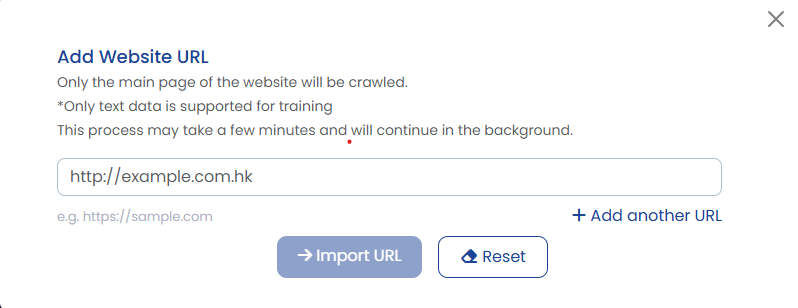 Add Website URL
Only the main page of the website will be crawled.
*Only text data is supported for training
This process may take a few minutes and will continue in the background.
http://example.com.hk
e.g. https://sample.com
+ Add another URL
→ Import URL
Reset